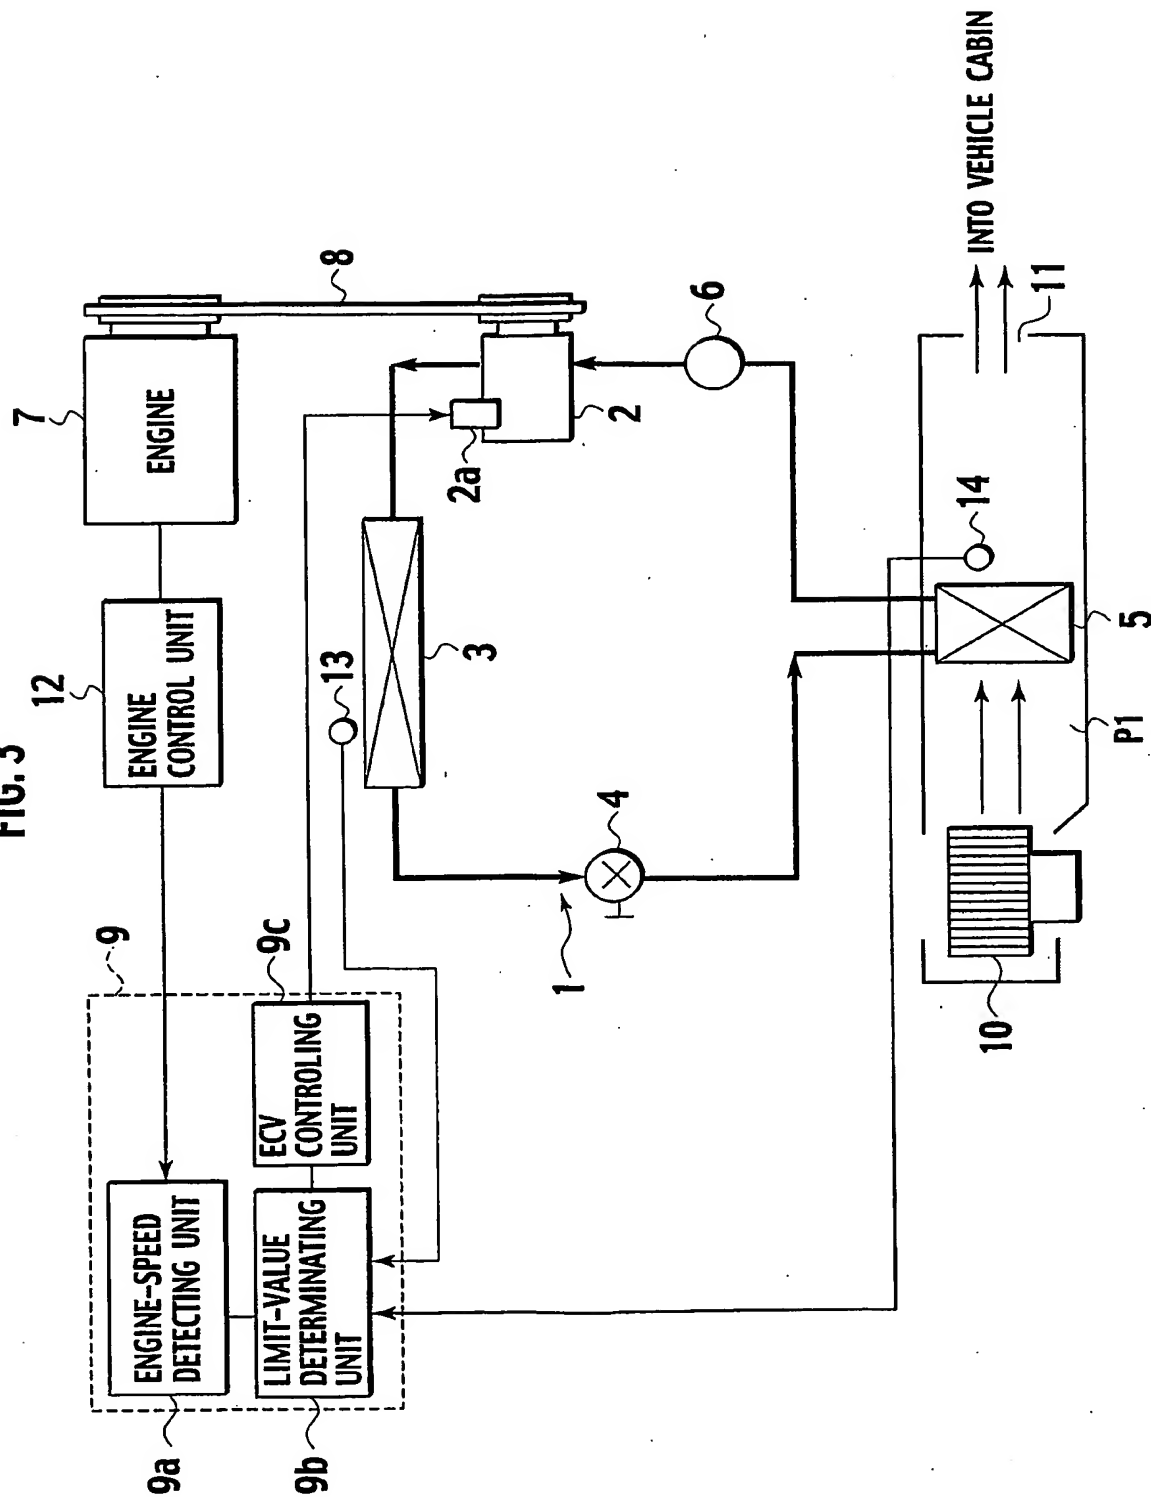 FIG.
12
7
9
9a
ENGINE-SPEED
DETECTING UNIT
ENGINE
CONTROL UNIT
ENGINE
9b
LIMIT-VALUE
DETERMINATING
UNIT
9c
ECV
CONTROLING
UNIT
13
8
3
2a
1
4
2
6
10
P1
5
14
11
INTO VEHICLE CABIN